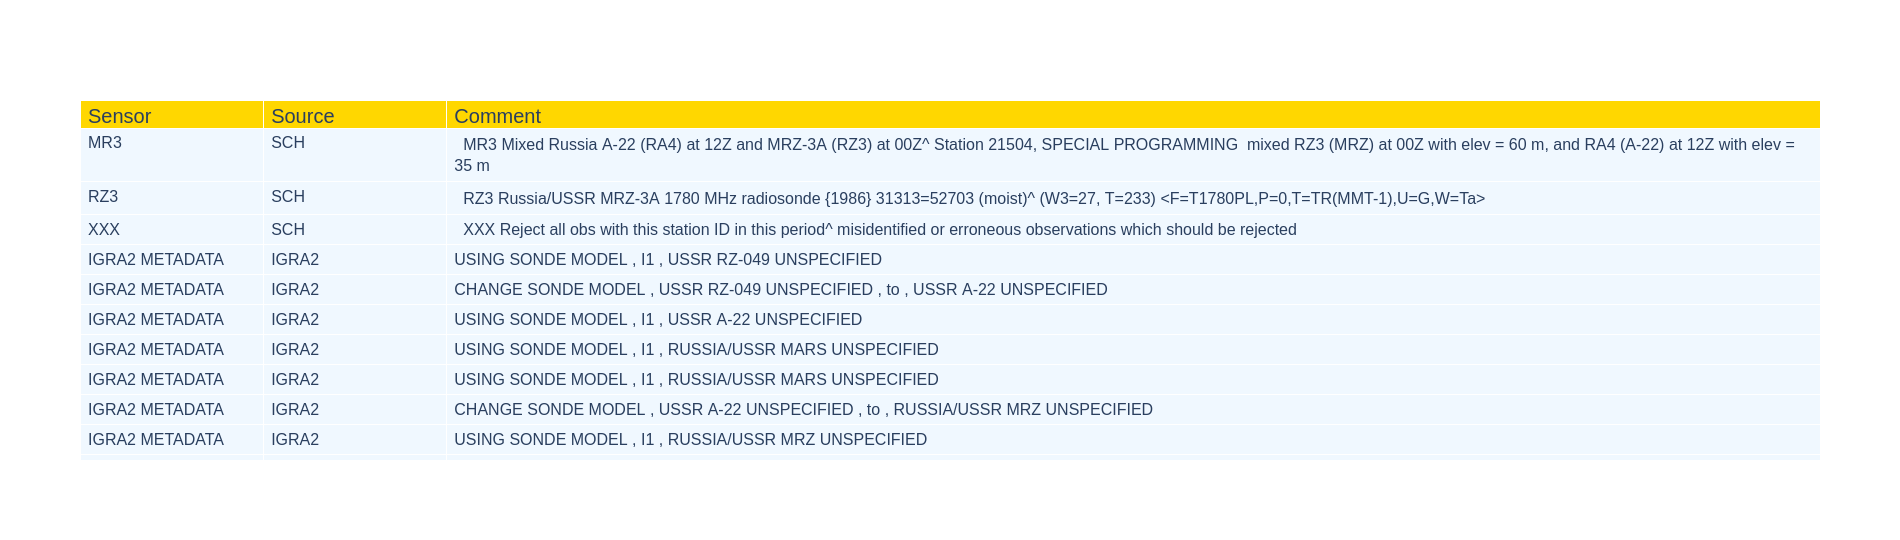 Sensor Source Comment
MR3 SCH MR3 Mixed Russia A-22 (RA4) at 12Z and MRZ-3A (RZ3) at 00Z^ Station 21504, SPECIAL PROGRAMMING  mixed RZ3 (MRZ) at 00Z with elev = 60 m, and RA4 (A-22) at 12Z with elev =
35 m
RZ3 SCH RZ3 Russia/USSR MRZ-3A 1780 MHz radiosonde {1986} 31313=52703 (moist)^ (W3=27, T=233) <F=T1780PL,P=0,T=TR(MMT-1),U=G,W=Ta>
XXX SCH XXX Reject all obs with this station ID in this period^ misidentified or erroneous observations which should be rejected
IGRA2 METADATA IGRA2 USING SONDE MODEL , I1 , USSR RZ-049 UNSPECIFIED
IGRA2 METADATA IGRA2 CHANGE SONDE MODEL , USSR RZ-049 UNSPECIFIED , to , USSR A-22 UNSPECIFIED
IGRA2 METADATA IGRA2 USING SONDE MODEL , I1 , USSR A-22 UNSPECIFIED
IGRA2 METADATA IGRA2 USING SONDE MODEL , I1 , RUSSIA/USSR MARS UNSPECIFIED
IGRA2 METADATA IGRA2 USING SONDE MODEL , I1 , RUSSIA/USSR MARS UNSPECIFIED
IGRA2 METADATA IGRA2 CHANGE SONDE MODEL , USSR A-22 UNSPECIFIED , to , RUSSIA/USSR MRZ UNSPECIFIED
IGRA2 METADATA IGRA2 USING SONDE MODEL , I1 , RUSSIA/USSR MRZ UNSPECIFIED